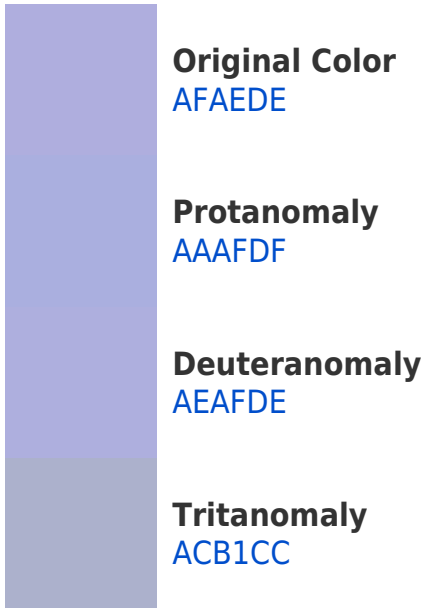 Original Color
AFAEDE
Protanomaly
AAAFDF
Deuteranomaly
AEAFDE
Tritanomaly
ACB1CC